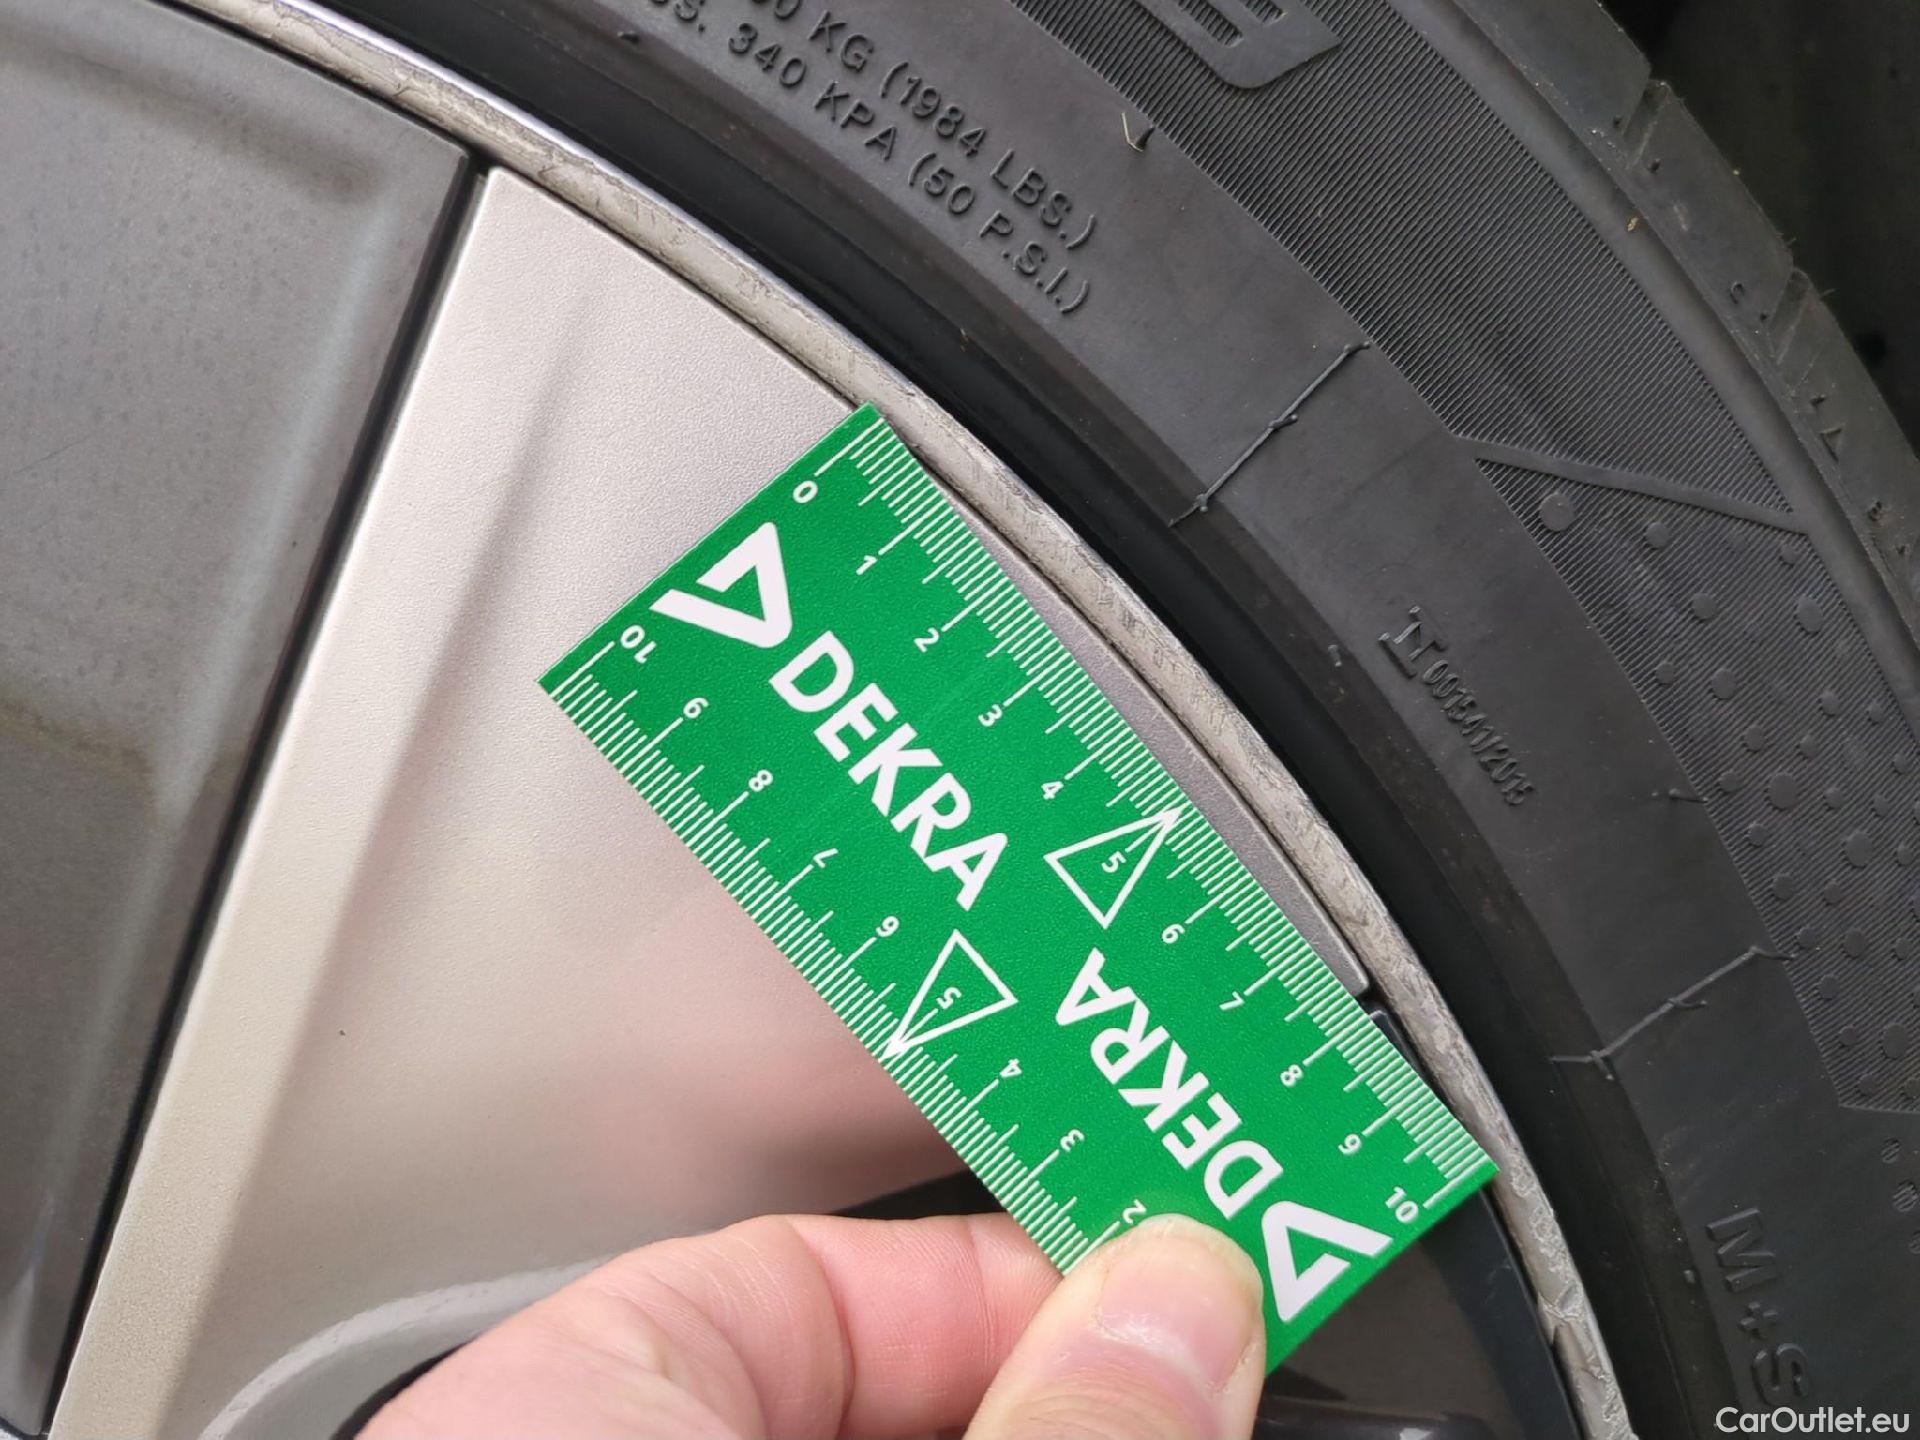 KG (1984 LBS.)
340 KPA (50 P.S.I.)
0 1 2 3 4 5 6 7 8 9 10
DEKRA
DEKRA
10 9 8 7 6 5 4 3 2
M+S
CarOutlet.eu